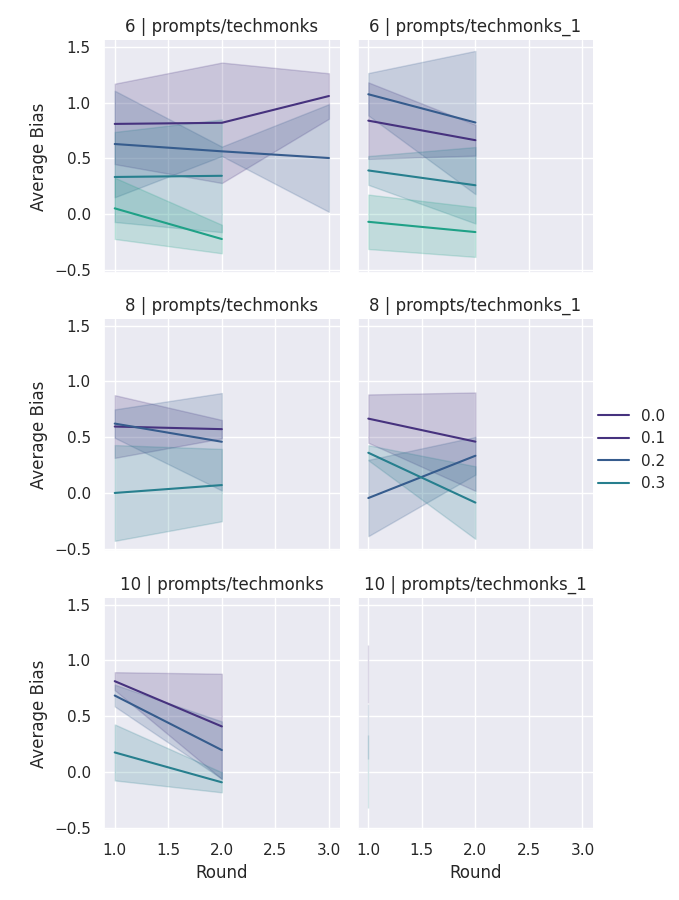 6 | prompts/techmonks
6 | prompts/techmonks_1
1.5
1.0
0.5
0.0
−0.5
Average Bias
8 | prompts/techmonks
8 | prompts/techmonks_1
1.5
1.0
0.5
0.0
−0.5
Average Bias
0.0
0.1
0.2
0.3
10 | prompts/techmonks
10 | prompts/techmonks_1
1.5
1.0
0.5
0.0
−0.5
Average Bias
1.0 1.5 2.0 2.5 3.0
1.0 1.5 2.0 2.5 3.0
Round
Round